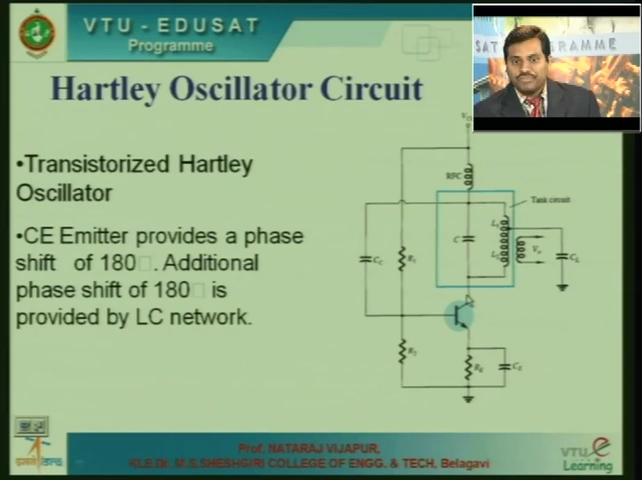 VTU - EDUSAT
Programme
SAT PROGRAMME
Hartley Oscillator Circuit
•Transistorized Hartley
Oscillator
•CE Emitter provides a phase
shift of 180□. Additional
phase shift of 180□ is
provided by LC network.
RFC
Tank circuit
L1
C
L2
Vo
CC
R1
R2
RE
CE
Prof. NATARAJ VIJAPUR,
KLE.Dr. M.S.SHESHGIRI COLLEGE OF ENGG. & TECH, Belagavi
VTU e
Learning